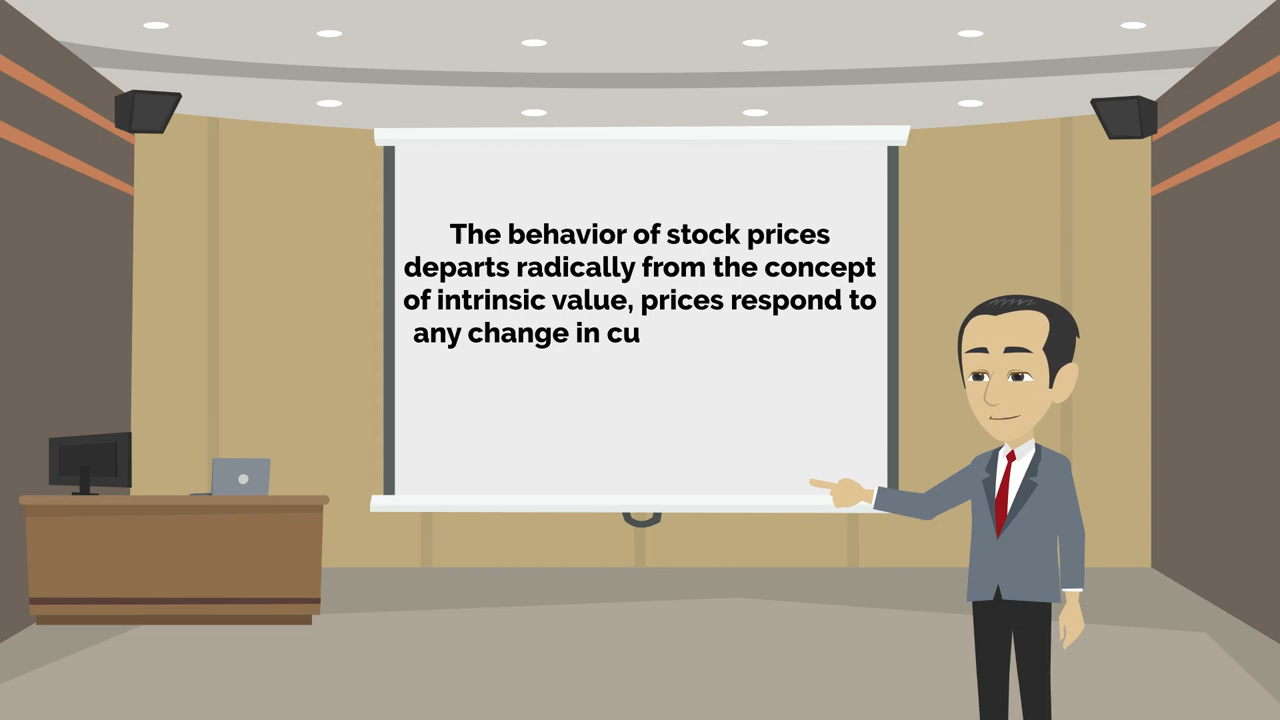 The behavior of stock prices
departs radically from the concept
of intrinsic value, prices respond to
any change in cu